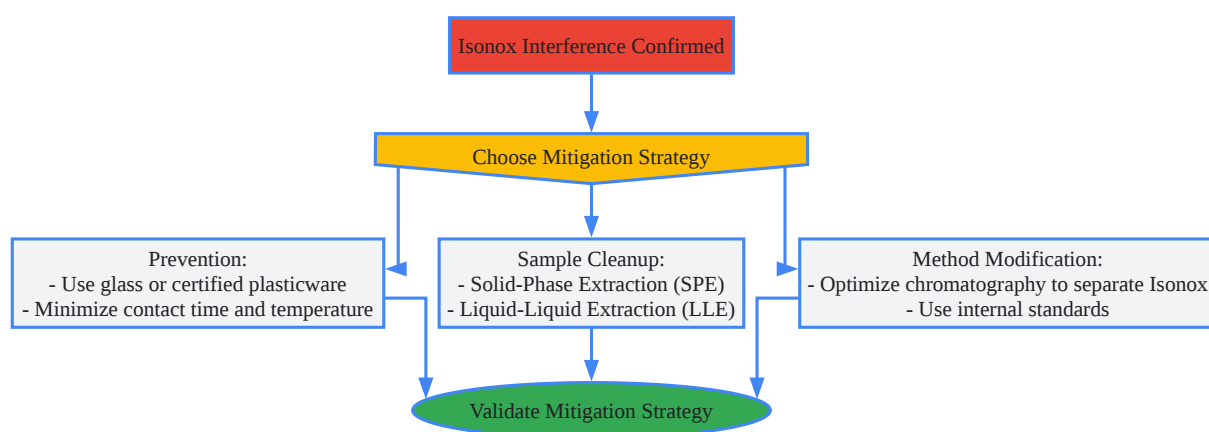 Isonox Interference Confirmed
Choose Mitigation Strategy
Prevention:
- Use glass or certified plasticware
- Minimize contact time and temperature
Sample Cleanup:
- Solid-Phase Extraction (SPE)
- Liquid-Liquid Extraction (LLE)
Method Modification:
- Optimize chromatography to separate Isonox
- Use internal standards
Validate Mitigation Strategy